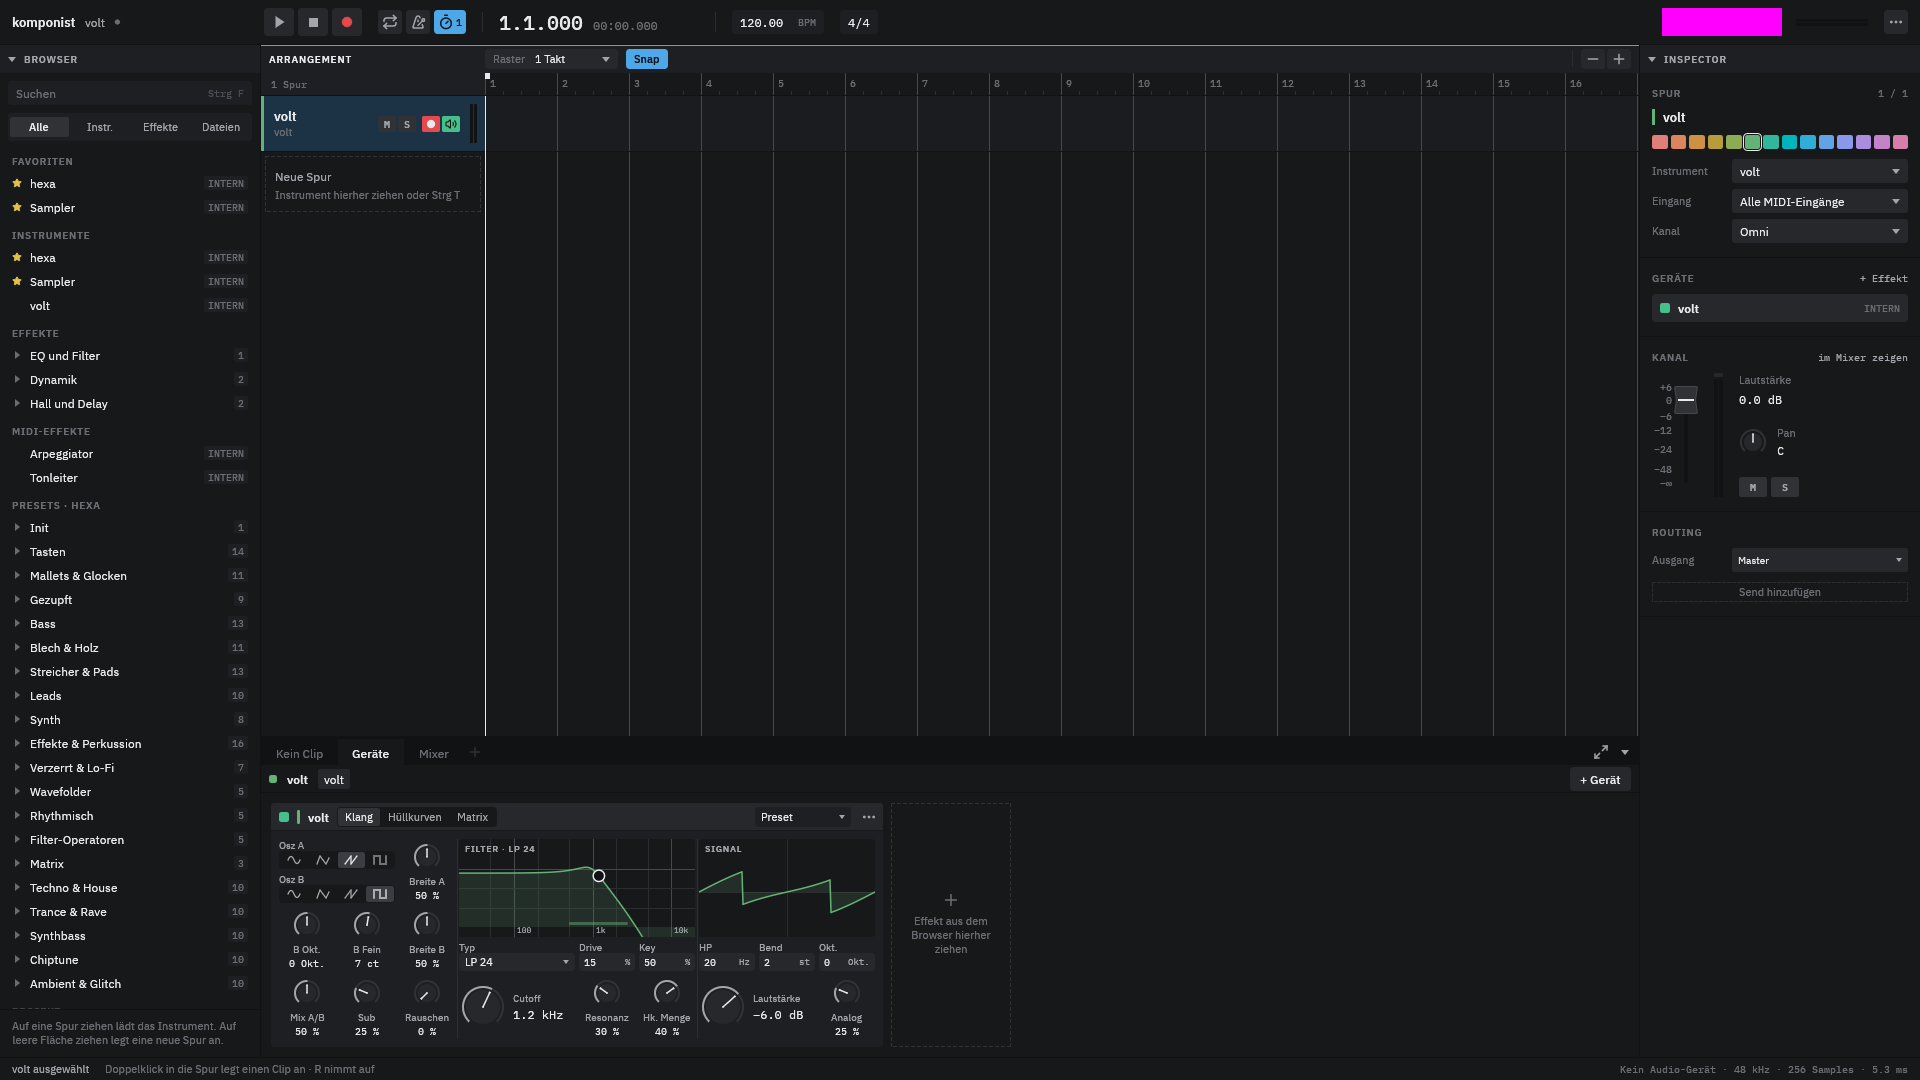 komponist volt
1
1.1.000 00:00.000
120.00 BPM
4/4
BROWSER
Suchen Strg F
Alle Instr. Effekte Dateien
FAVORITEN
hexa INTERN
Sampler INTERN
INSTRUMENTE
hexa INTERN
Sampler INTERN
volt INTERN
EFFEKTE
EQ und Filter 1
Dynamik 2
Hall und Delay 2
MIDI-EFFEKTE
Arpeggiator INTERN
Tonleiter INTERN
PRESETS · HEXA
Init 1
Tasten 14
Mallets & Glocken 11
Gezupft 9
Bass 13
Blech & Holz 11
Streicher & Pads 13
Leads 10
Synth 8
Effekte & Perkussion 16
Verzerrt & Lo-Fi 7
Wavefolder 5
Rhythmisch 5
Filter-Operatoren 5
Matrix 3
Techno & House 10
Trance & Rave 10
Synthbass 10
Chiptune 10
Ambient & Glitch 10
Auf eine Spur ziehen lädt das Instrument. Auf
leere Fläche ziehen legt eine neue Spur an.
ARRANGEMENT
Raster 1 Takt
Snap
1 Spur
1 2 3 4 5 6 7 8 9 10 11 12 13 14 15 16
volt
volt
M S
Neue Spur
Instrument hierher ziehen oder Strg T
Kein Clip Geräte Mixer
volt volt
+ Gerät
volt Klang Hüllkurven Matrix
Preset
Osz A
Osz B
Breite A
50 %
B Okt.
0 Okt.
B Fein
7 ct
Breite B
50 %
Mix A/B
50 %
Sub
25 %
Rauschen
0 %
FILTER · LP 24
100 1k 10k
Typ Drive Key
LP 24 15 % 50 %
Cutoff
1.2 kHz
Resonanz
30 %
Hk. Menge
40 %
SIGNAL
HP Bend Okt.
20 Hz 2 st 0 Okt.
Lautstärke
−6.0 dB
Analog
25 %
Effekt aus dem
Browser hierher
ziehen
INSPECTOR
SPUR 1 / 1
volt
Instrument volt
Eingang Alle MIDI-Eingänge
Kanal Omni
GERÄTE + Effekt
volt INTERN
KANAL im Mixer zeigen
+6
0
−6
−12
−24
−48
−∞
Lautstärke
0.0 dB
Pan
C
M S
ROUTING
Ausgang Master
Send hinzufügen
volt ausgewählt Doppelklick in die Spur legt einen Clip an · R nimmt auf
Kein Audio-Gerät · 48 kHz · 256 Samples · 5.3 ms